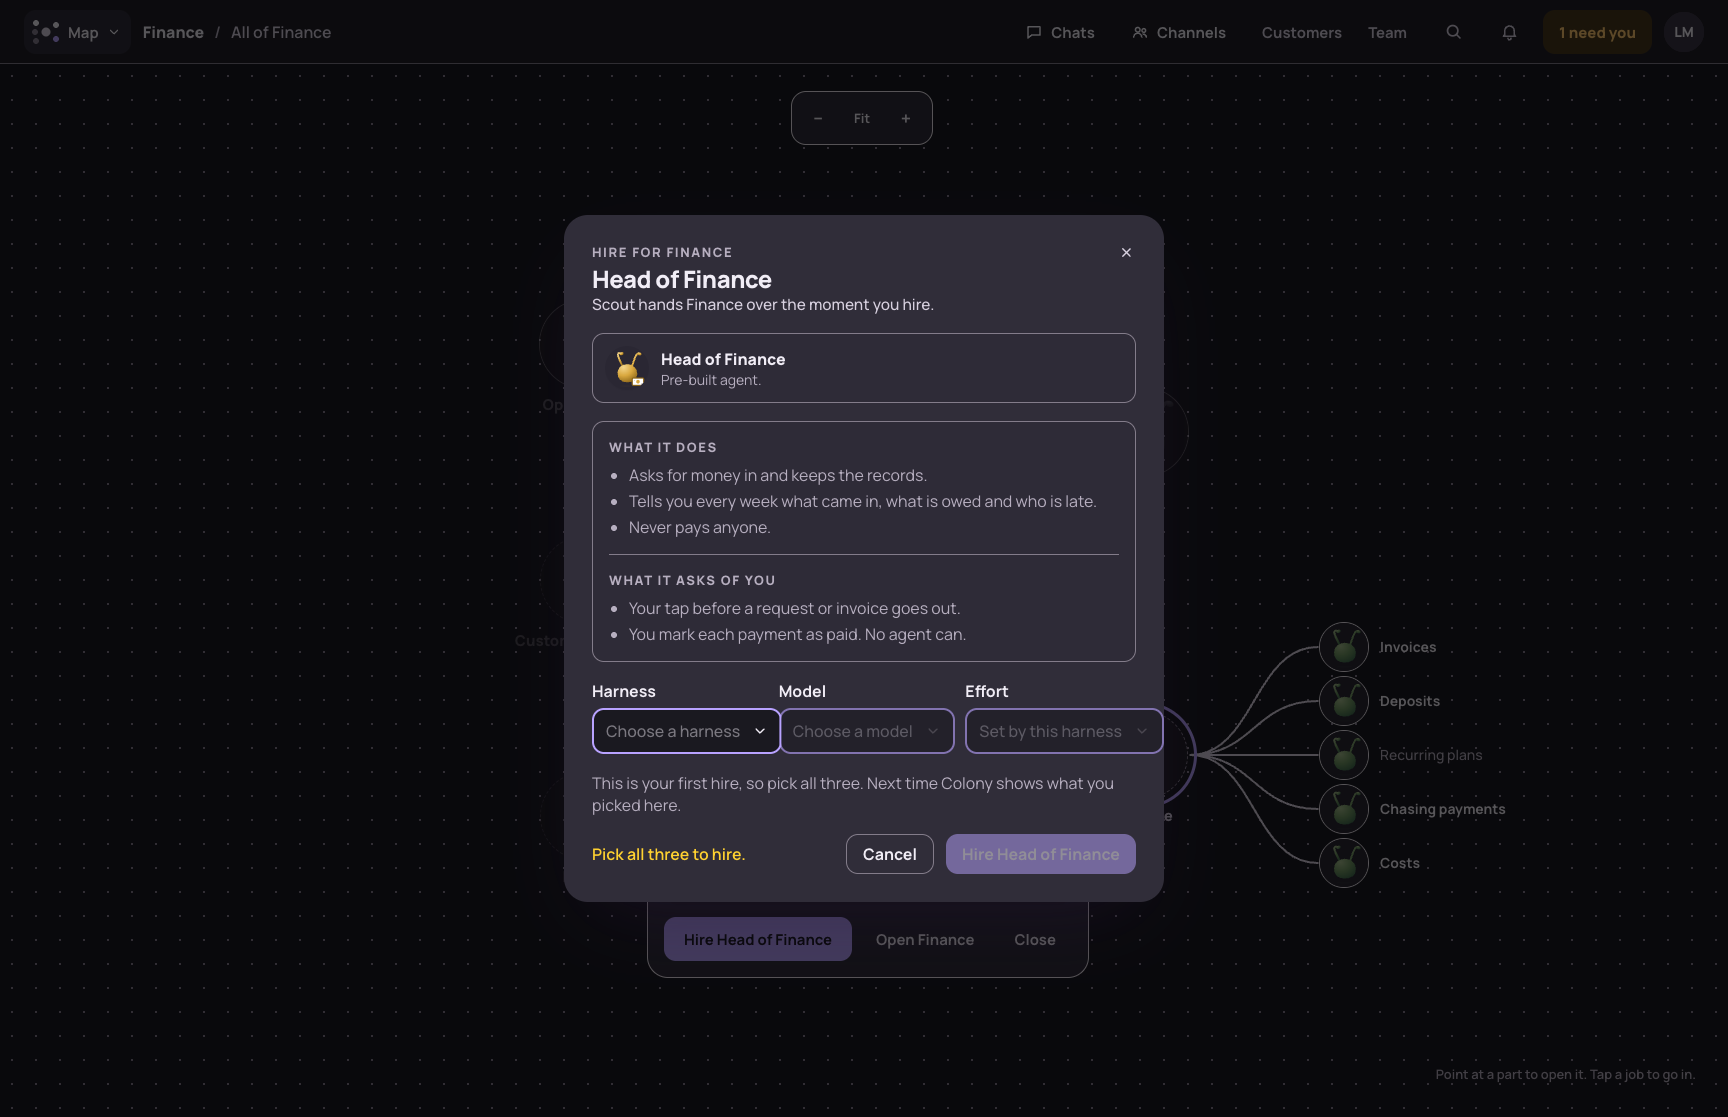 Map
Finance / All of Finance
Chats
Channels
Customers
Team
1 need you
LM
− Fit +
HIRE FOR FINANCE
Head of Finance
Scout hands Finance over the moment you hire.
Head of Finance
Pre-built agent.
WHAT IT DOES
Asks for money in and keeps the records.
Tells you every week what came in, what is owed and who is late.
Never pays anyone.
WHAT IT ASKS OF YOU
Your tap before a request or invoice goes out.
You mark each payment as paid. No agent can.
Harness Model Effort
Choose a harness Choose a model Set by this harness
This is your first hire, so pick all three. Next time Colony shows what you
picked here.
Pick all three to hire.
Cancel
Hire Head of Finance
Invoices
Deposits
Recurring plans
Chasing payments
Costs
Hire Head of Finance
Open Finance
Close
Point at a part to open it. Tap a job to go in.